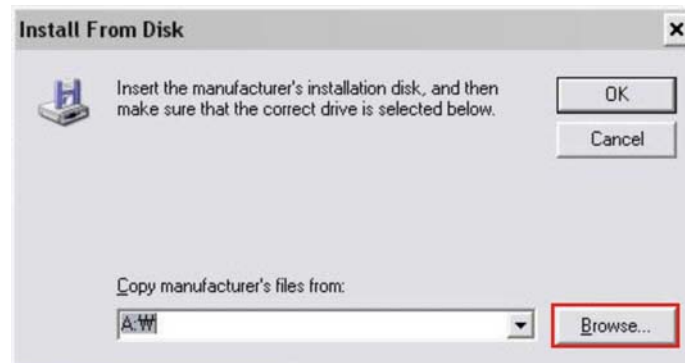 Install From Disk
Insert the manufacturer's installation disk, and then
make sure that the correct drive is selected below.
OK
Cancel
Copy manufacturer's files from:
A:₩
Browse...